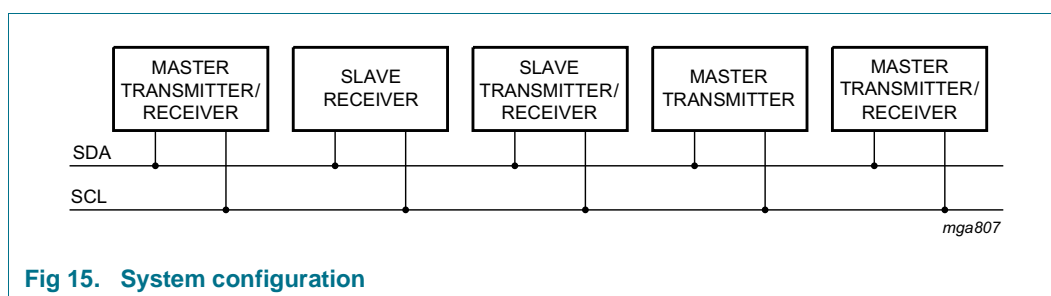 MASTER
TRANSMITTER/
RECEIVER
SLAVE
RECEIVER
SLAVE
TRANSMITTER/
RECEIVER
MASTER
TRANSMITTER
MASTER
TRANSMITTER/
RECEIVER
SDA
SCL
mga807
Fig 15. System configuration